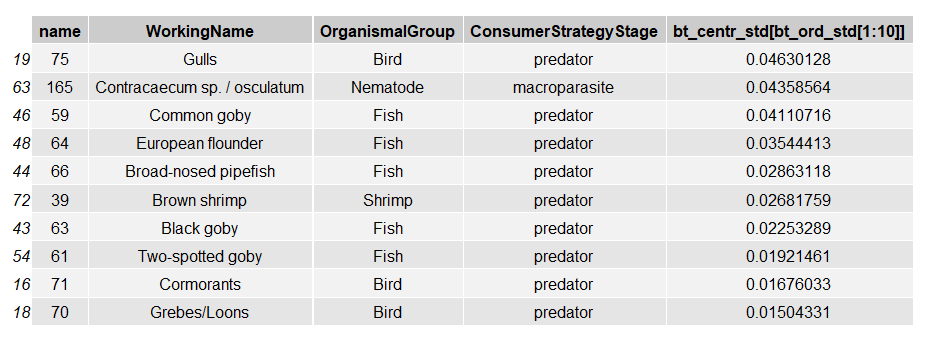 name WorkingName OrganismalGroup ConsumerStrategyStage bt_centr_std[bt_ord_std[1:10]]
19 75 Gulls Bird predator 0.04630128
63 165 Contracaecum sp. / osculatum Nematode macroparasite 0.04358564
46 59 Common goby Fish predator 0.04110716
48 64 European flounder Fish predator 0.03544413
44 66 Broad-nosed pipefish Fish predator 0.02863118
72 39 Brown shrimp Shrimp predator 0.02681759
43 63 Black goby Fish predator 0.02253289
54 61 Two-spotted goby Fish predator 0.01921461
16 71 Cormorants Bird predator 0.01676033
18 70 Grebes/Loons Bird predator 0.01504331